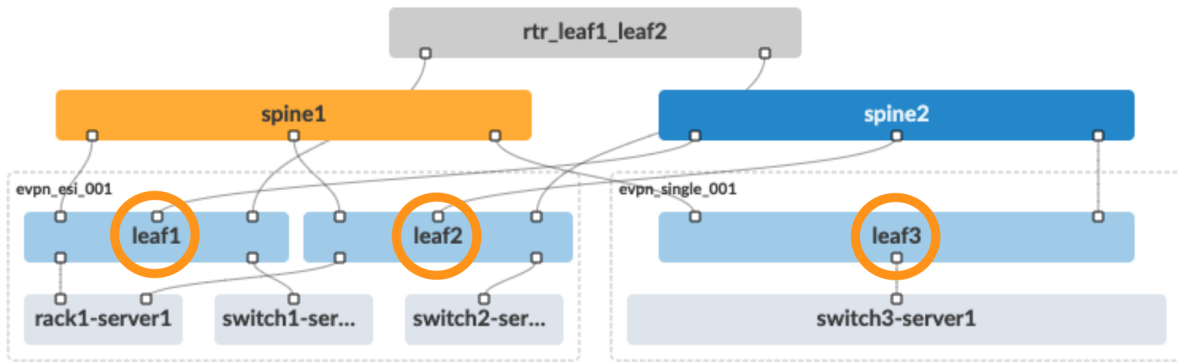 rtr_leaf1_leaf2
spine1
spine2
evpn_esi_001
evpn_single_001
leaf1
leaf2
leaf3
rack1-server1
switch1-ser...
switch2-ser...
switch3-server1